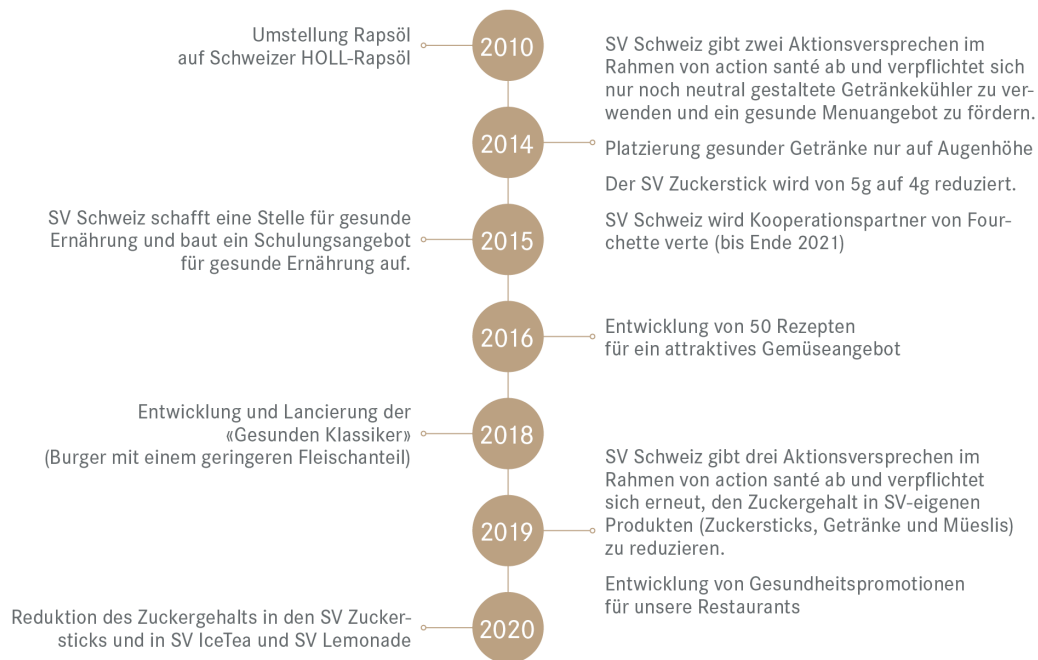 2010
Umstellung Rapsöl
auf Schweizer HOLL-Rapsöl
2014
SV Schweiz gibt zwei Aktionsversprechen im
Rahmen von action santé ab und verpflichtet sich
nur noch neutral gestaltete Getränkekühler zu ver-
wenden und ein gesunde Menuangebot zu fördern.
Platzierung gesunder Getränke nur auf Augenhöhe
Der SV Zuckerstick wird von 5g auf 4g reduziert.
SV Schweiz wird Kooperationspartner von Four-
chette verte (bis Ende 2021)
2015
SV Schweiz schafft eine Stelle für gesunde
Ernährung und baut ein Schulungsangebot
für gesunde Ernährung auf.
2016
Entwicklung von 50 Rezepten
für ein attraktives Gemüseangebot
2018
Entwicklung und Lancierung der
«Gesunden Klassiker»
(Burger mit einem geringeren Fleischanteil)
2019
SV Schweiz gibt drei Aktionsversprechen im
Rahmen von action santé ab und verpflichtet
sich erneut, den Zuckergehalt in SV-eigenen
Produkten (Zuckersticks, Getränke und Müeslis)
zu reduzieren.
Entwicklung von Gesundheitspromotionen
für unsere Restaurants
2020
Reduktion des Zuckergehalts in den SV Zucker-
sticks und in SV IceTea und SV Lemonade